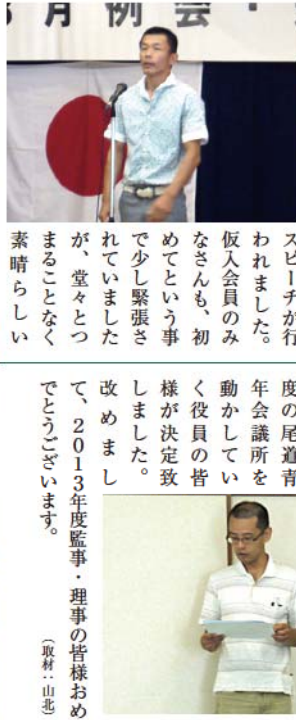 月例会・
スピーチが行
われました。
仮入会員のみ
なさんも、初
めてという事
で少し緊張さ
れていました
が、堂々とつ
まることなく
素晴らしい
度の尾道青
年会議所を
動かしてい
く役員の皆
様が決定致
しました。
改めまし
て、2013年度監事・理事の皆様おめ
でとうございます。
(取材：山北)